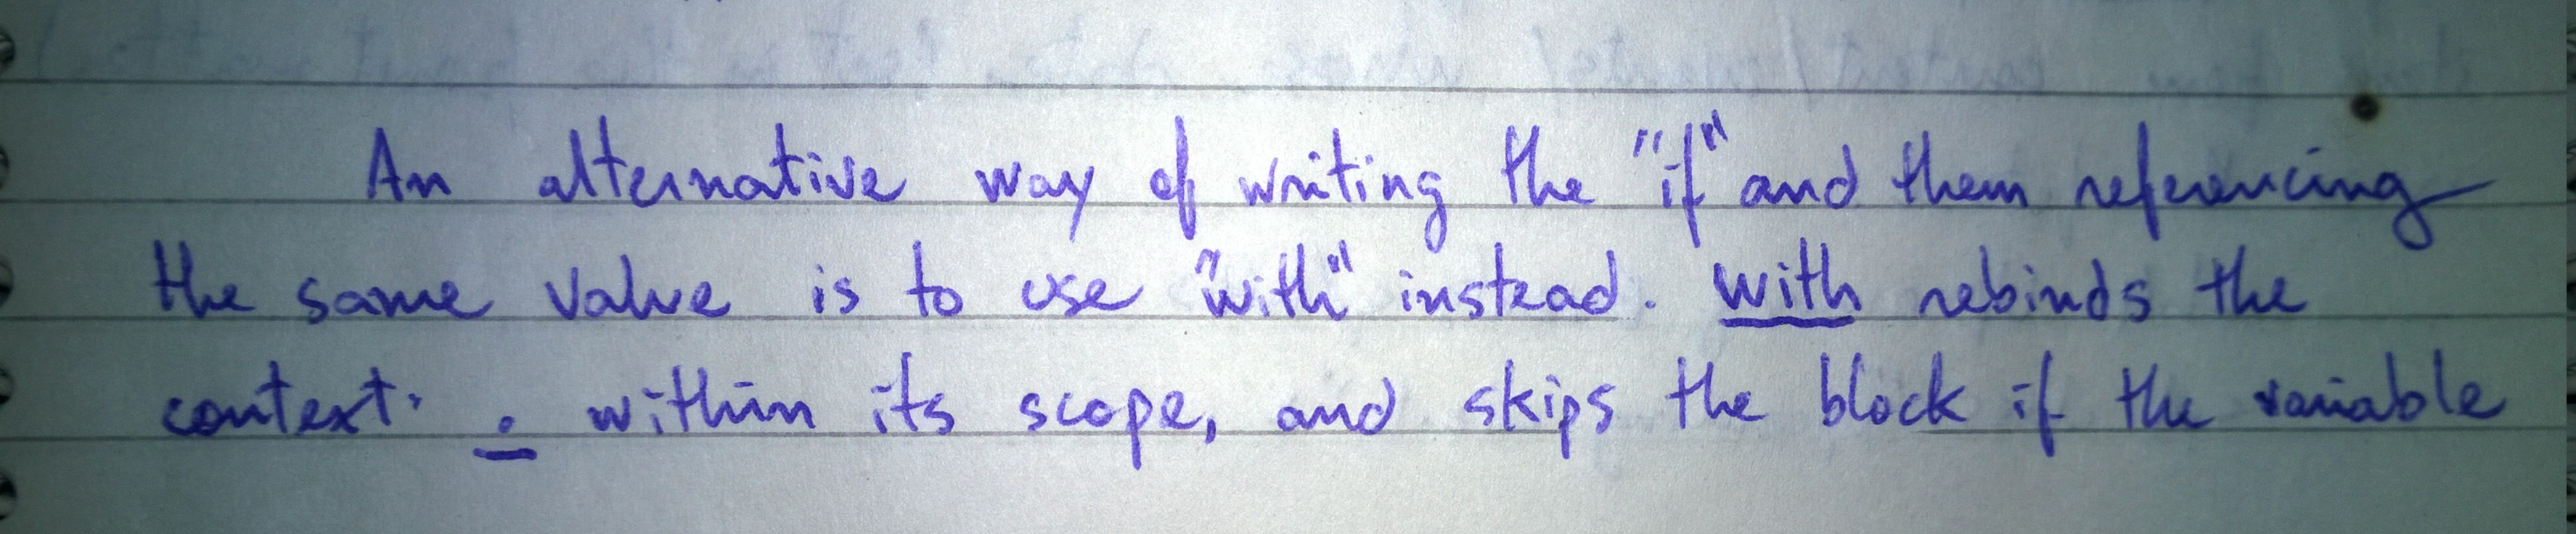 An alternative way of writing the "if" and them referencing
the same value is to use "with" instead. with rebinds the
context . within its scope, and skips the block if the variable